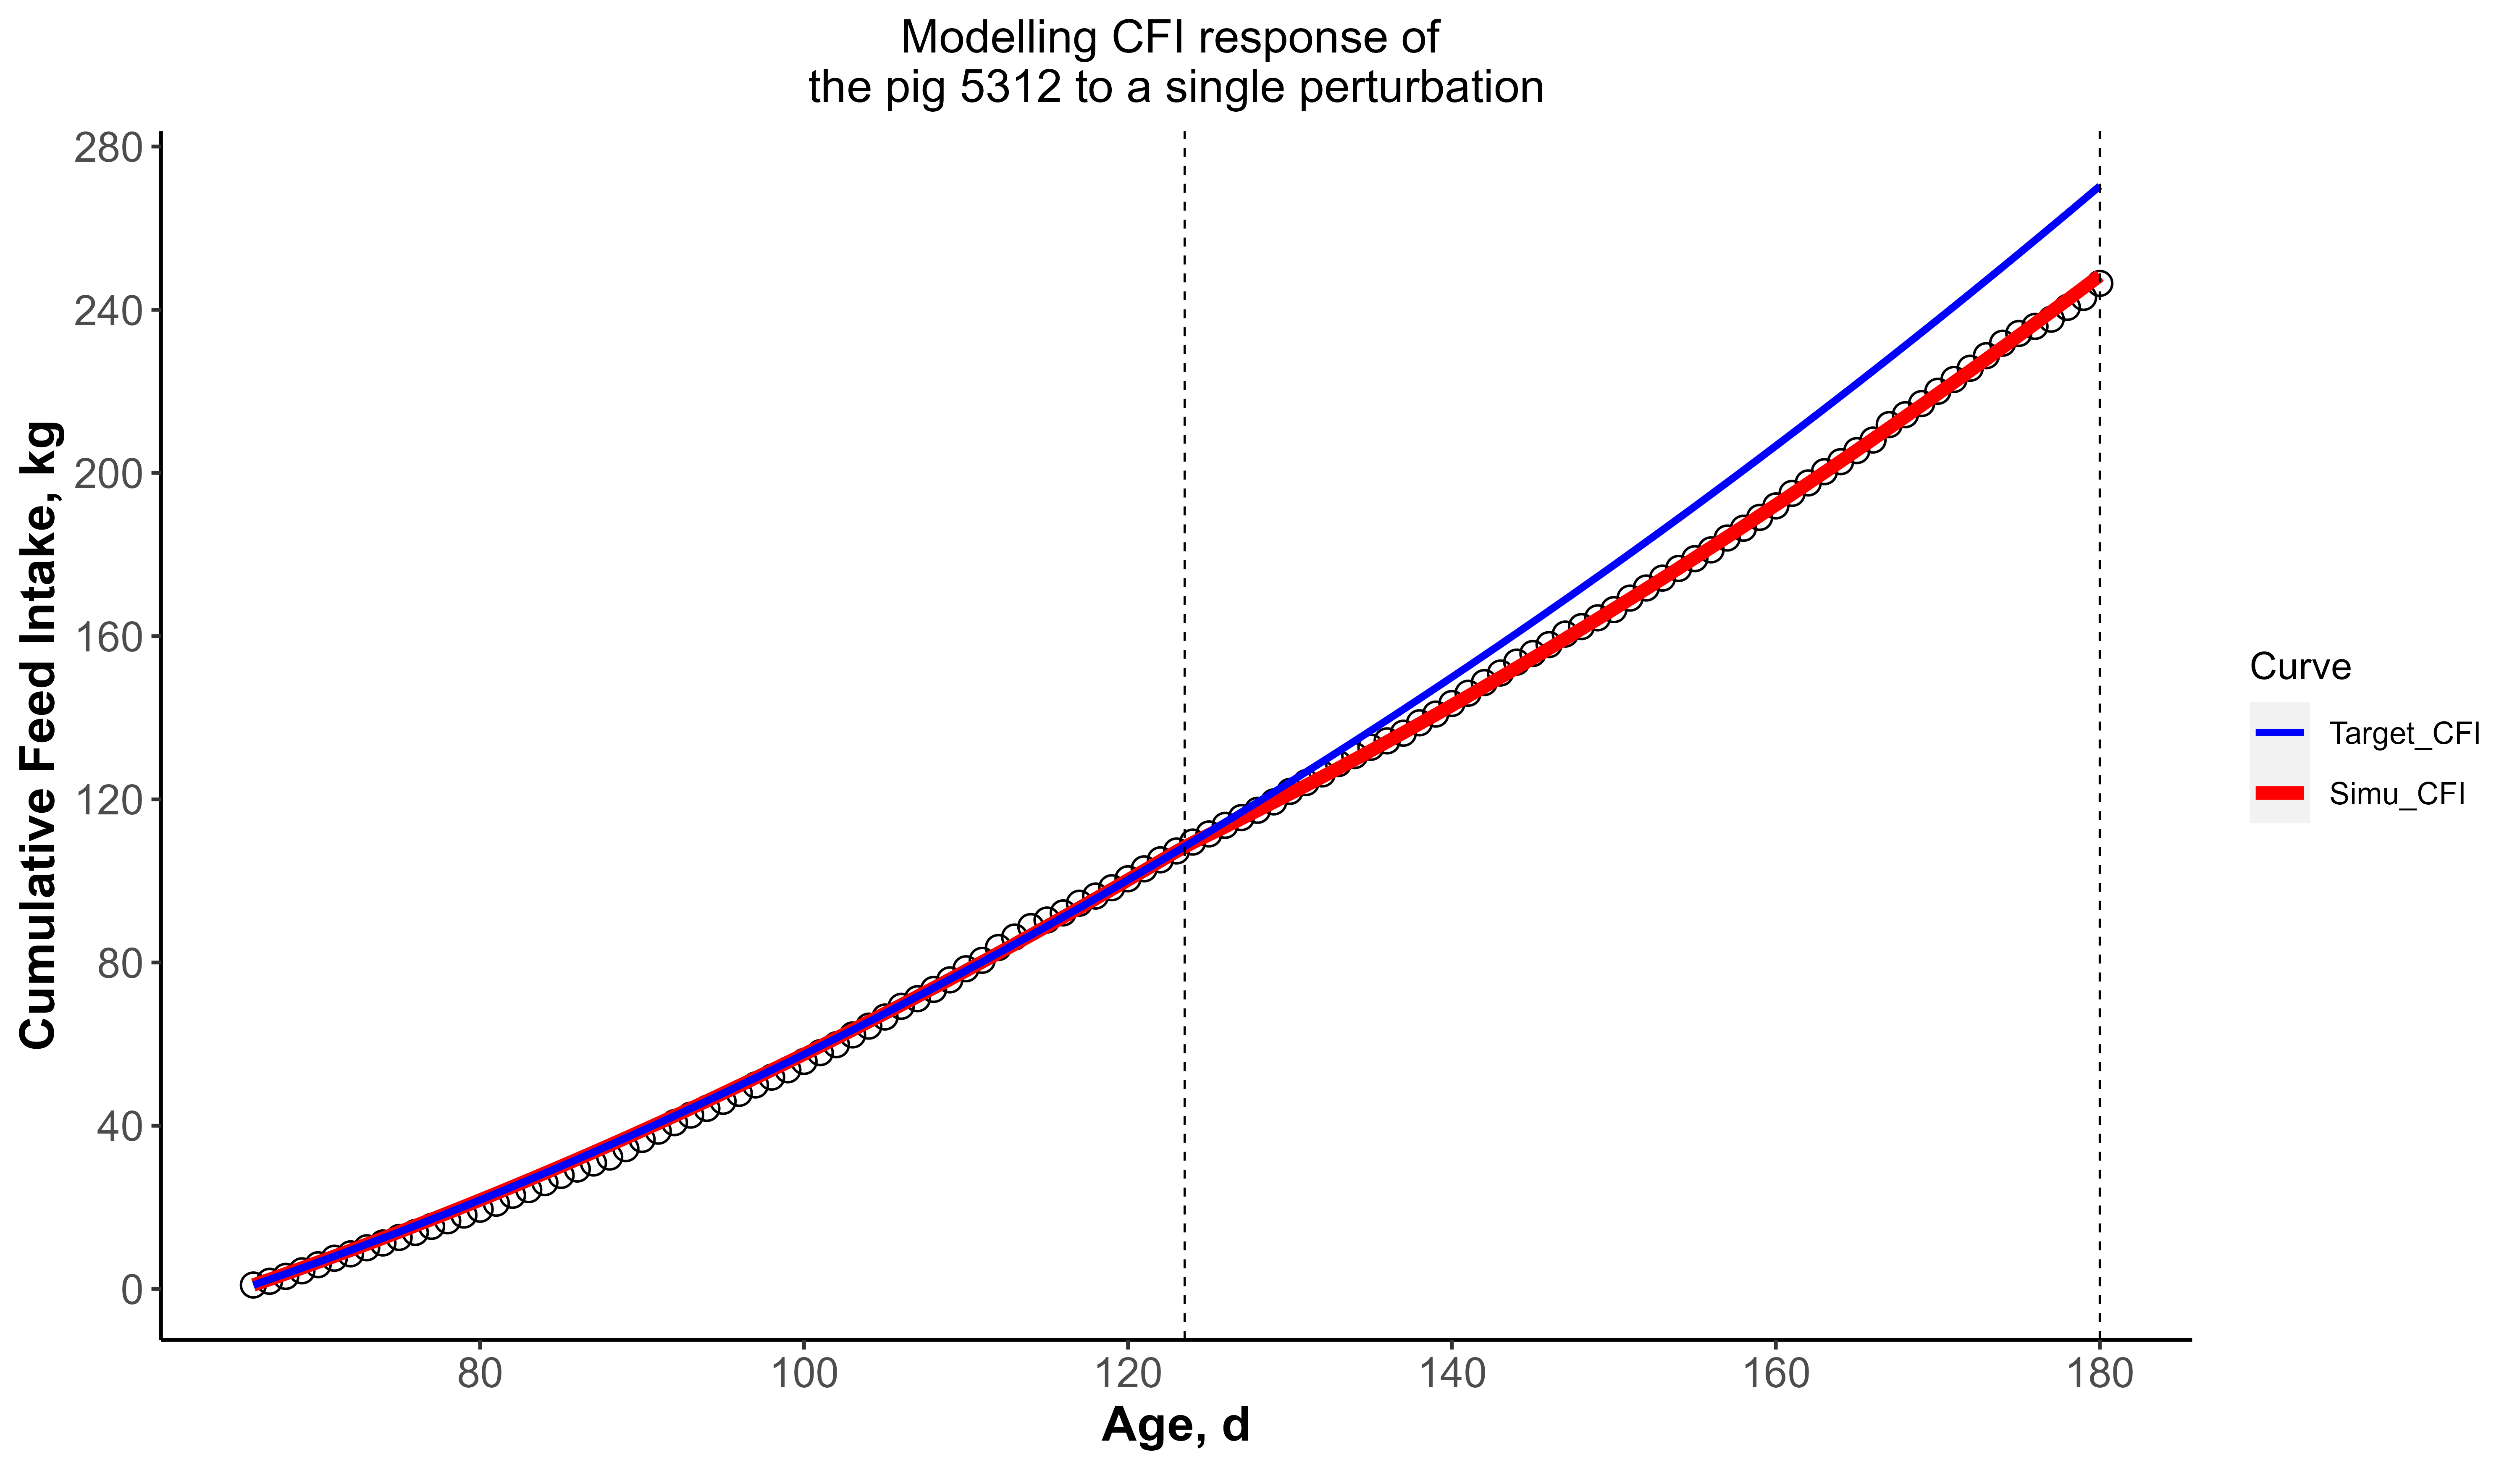 Modelling CFI response of
the pig 5312 to a single perturbation
280
240
200
160
120
80
40
0
Cumulative Feed Intake, kg
80 100 120 140 160 180
Age, d
Curve
Target_CFI
Simu_CFI